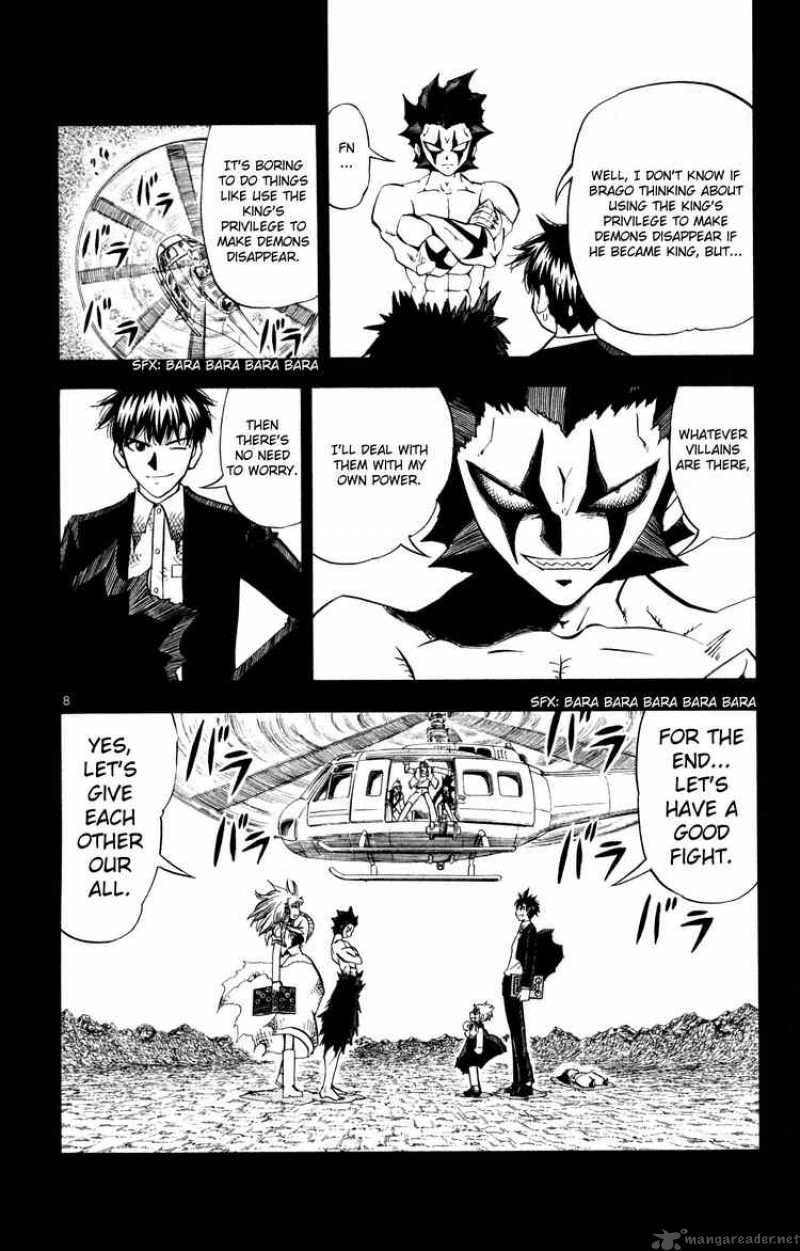 WELL, I DON'T KNOW IF
BRAGO THINKING ABOUT
USING THE KING'S
PRIVILEGE TO MAKE
DEMONS DISAPPEAR IF
HE BECAME KING, BUT...
FN
...
IT'S BORING
TO DO THINGS
LIKE USE THE
KING'S
PRIVILEGE TO
MAKE DEMONS
DISAPPEAR.
バラ
バラ
バラ
バラ
SFX: BARA BARA BARA BARA
WHATEVER
VILLAINS
ARE THERE,
I'LL DEAL WITH
THEM WITH MY
OWN POWER.
THEN
THERE'S
NO NEED
TO WORRY.
8
SFX: BARA BARA BARA BARA BARA
FOR THE
END...
LET'S
HAVE A
GOOD
FIGHT.
バラ
バラ
バラ
バラ
バラ
YES,
LET'S
GIVE
EACH
OTHER
OUR
ALL.
mangareader.net